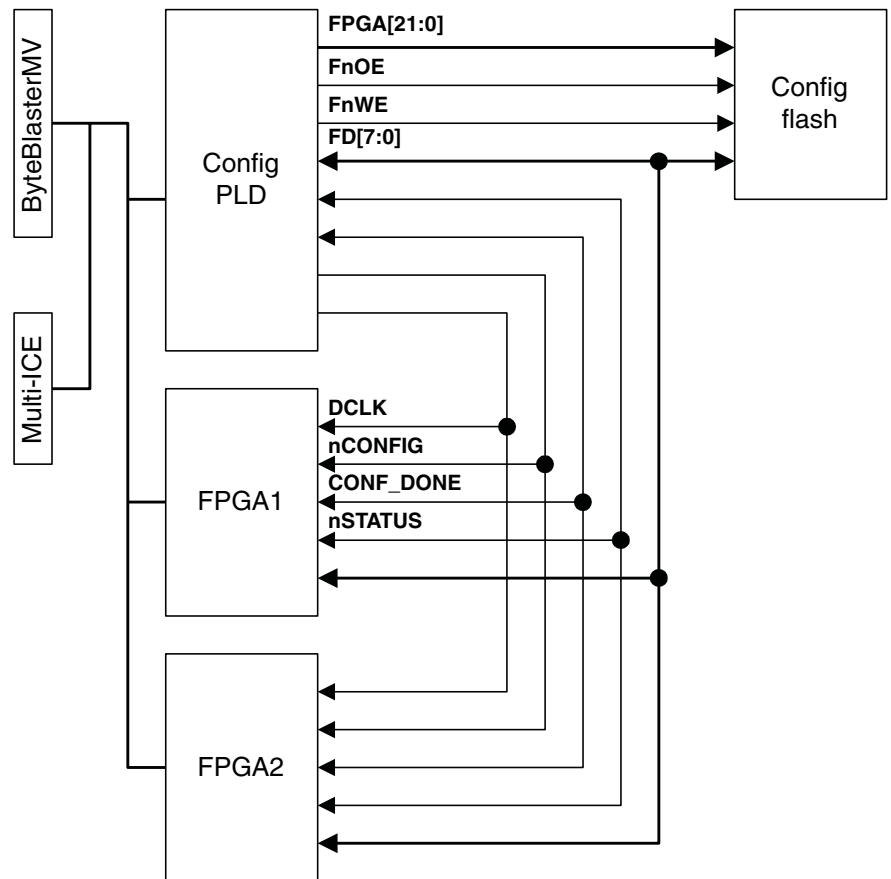 ByteBlasterMV
Multi-ICE
Config
PLD
FPGA[21:0]
FnOE
FnWE
FD[7:0]
Config
flash
FPGA1
DCLK
nCONFIG
CONF_DONE
nSTATUS
FPGA2